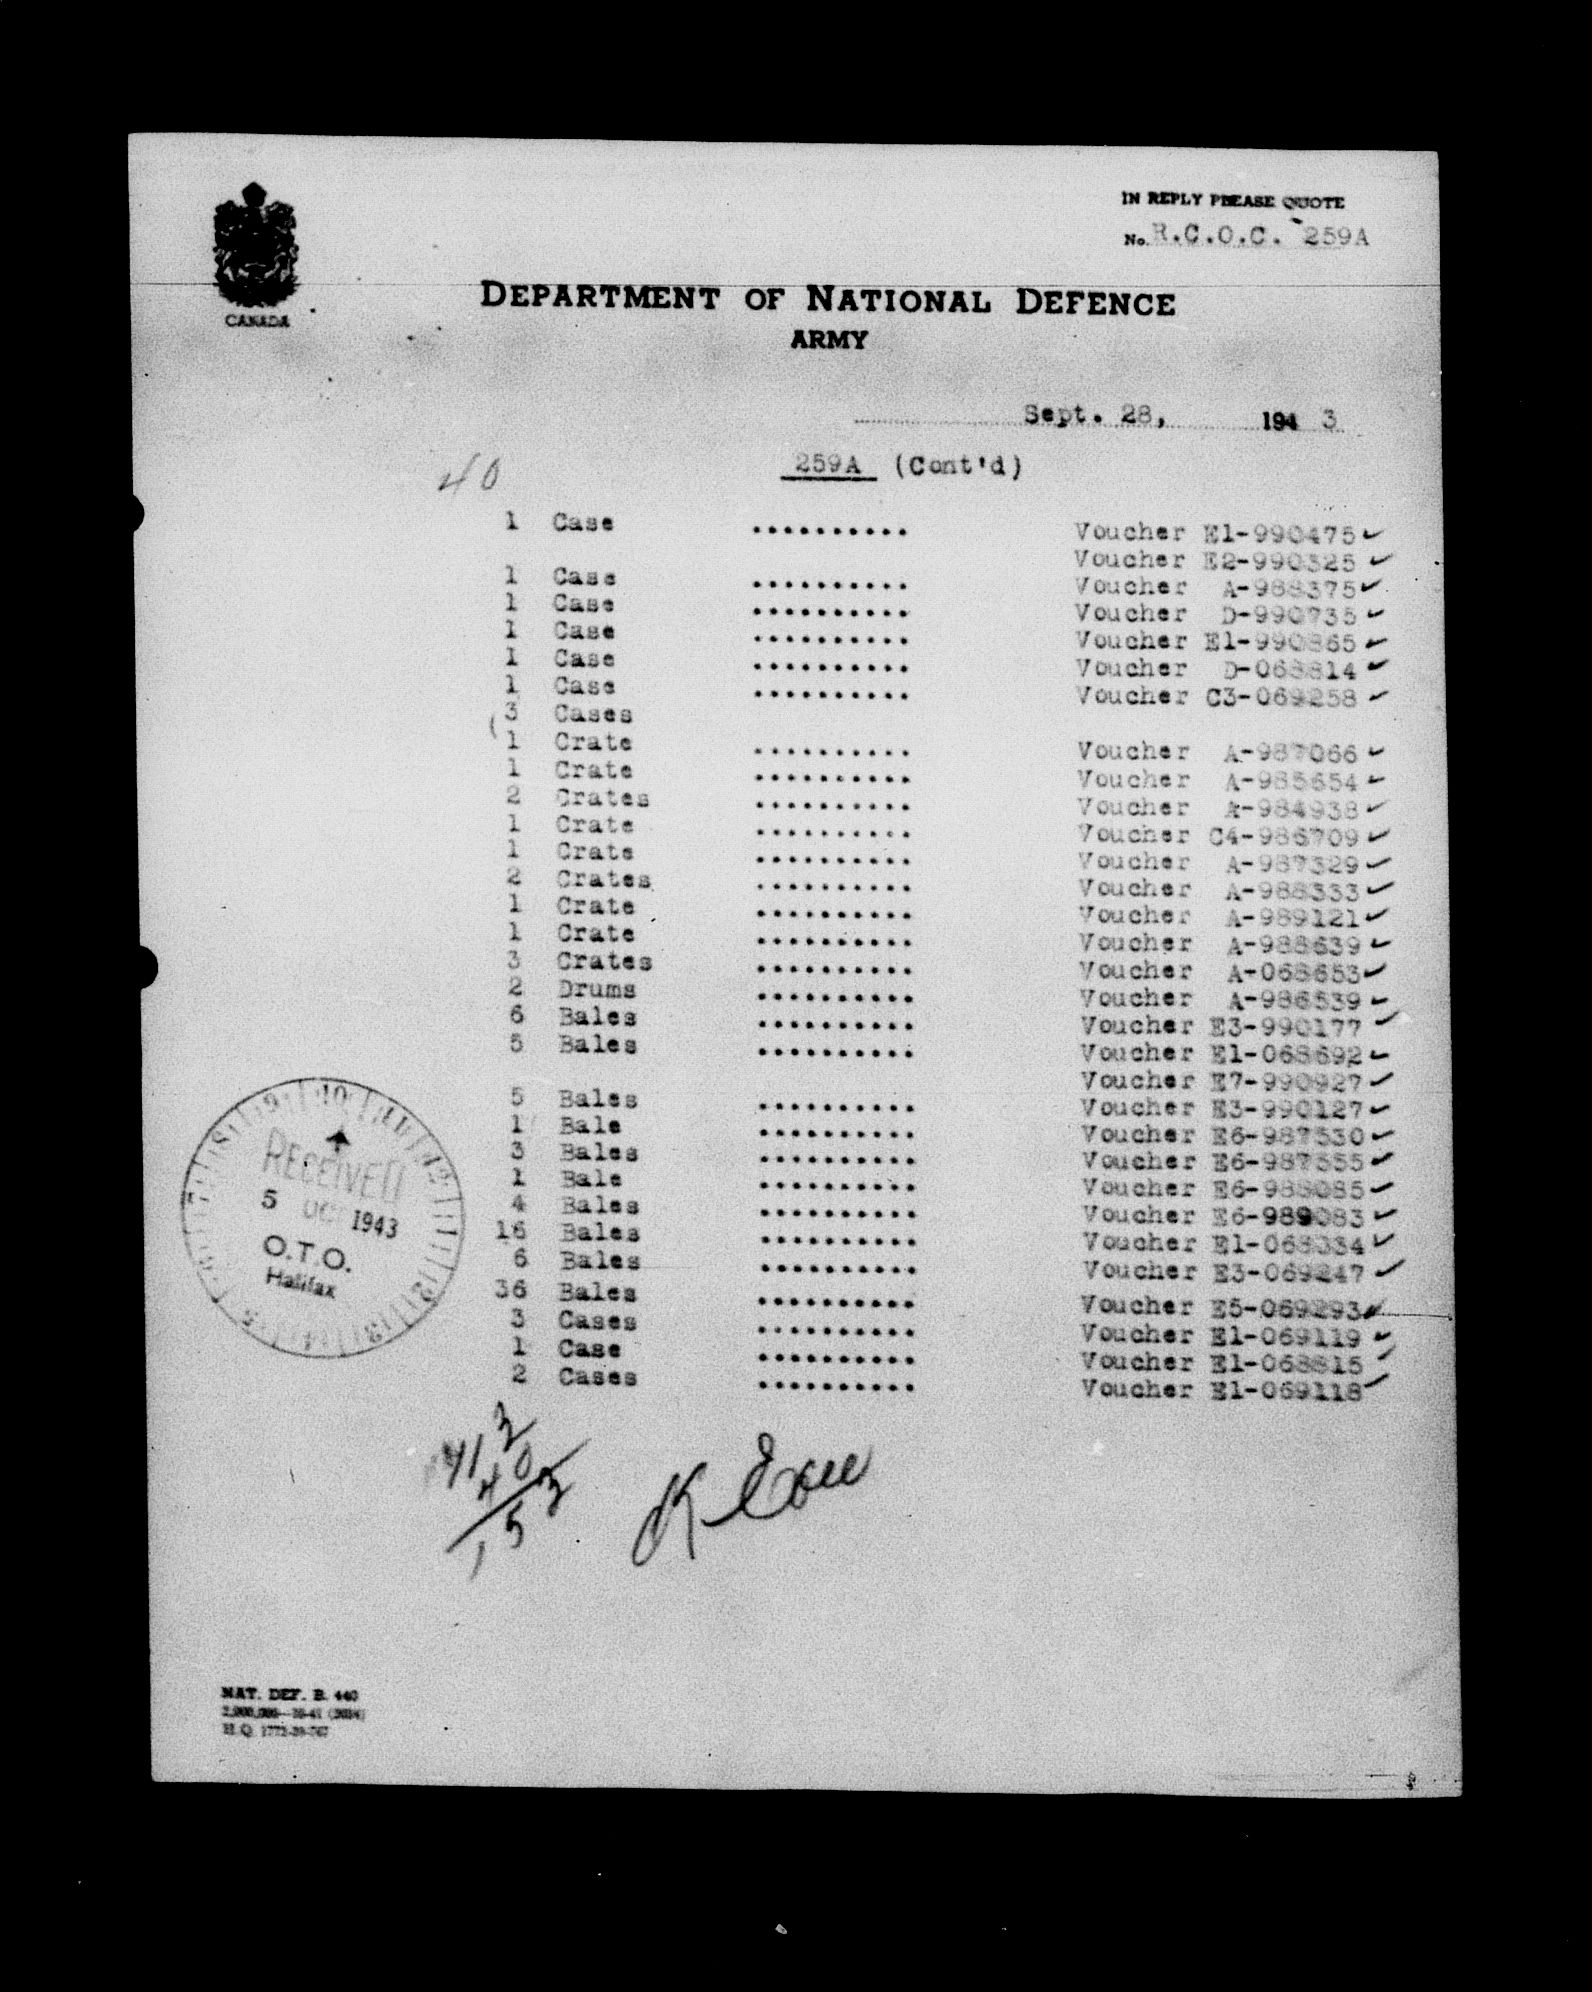 IN REPLY PLEASE QUOTE
No. R.C.O.C. 259A
CANADA
DEPARTMENT OF NATIONAL DEFENCE
ARMY
Sept. 28, 194 3
40
259A (Cont'd)
1 Case .......... Voucher E1-990475
Voucher E2-990325
1 Case .......... Voucher A-988375
1 Case .......... Voucher D-990735
1 Case .......... Voucher E1-990865
1 Case .......... Voucher D-068814
1 Case .......... Voucher C3-069258
3 Cases
1 Crate .......... Voucher A-987066
1 Crate .......... Voucher A-985654
2 Crates .......... Voucher A-984938
1 Crate .......... Voucher C4-986709
1 Crate .......... Voucher A-987329
2 Crates .......... Voucher A-988333
1 Crate .......... Voucher A-989121
1 Crate .......... Voucher A-988639
3 Crates .......... Voucher A-068653
2 Drums .......... Voucher A-986539
6 Bales .......... Voucher E3-990177
5 Bales .......... Voucher E1-068692
Voucher E7-990927
5 Bales .......... Voucher E3-990127
1 Bale .......... Voucher E6-987530
3 Bales .......... Voucher E6-987555
1 Bale .......... Voucher E6-988085
4 Bales .......... Voucher E6-989083
16 Bales .......... Voucher E1-068034
6 Bales .......... Voucher E3-069247
36 Bales .......... Voucher E5-069293
3 Cases .......... Voucher E1-069119
1 Case .......... Voucher E1-068815
2 Cases .......... Voucher E1-069118
RECEIVED
5 OCT 1943
O.T.O.
Halifax
40
153
NAT. DEF. B. 440